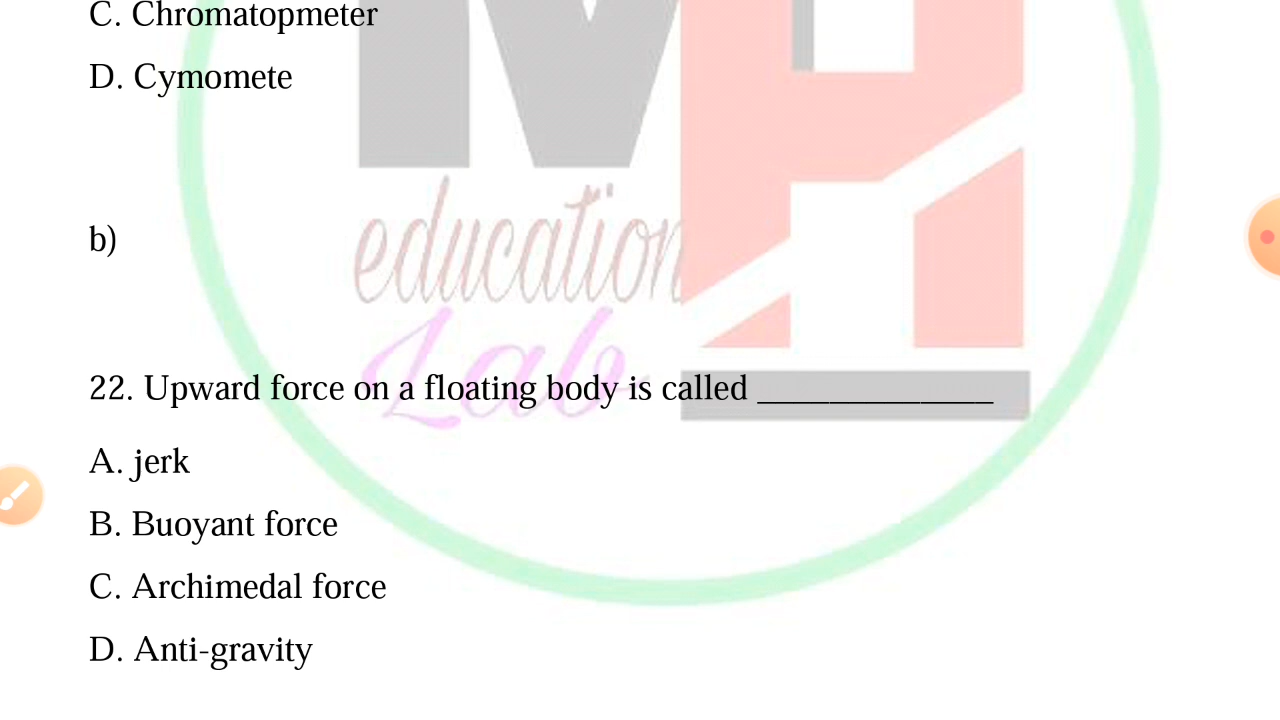 C. Chromatopmeter
D. Cymomete
education
Lab
b)
22. Upward force on a floating body is called ______________
A. jerk
B. Buoyant force
C. Archimedal force
D. Anti-gravity